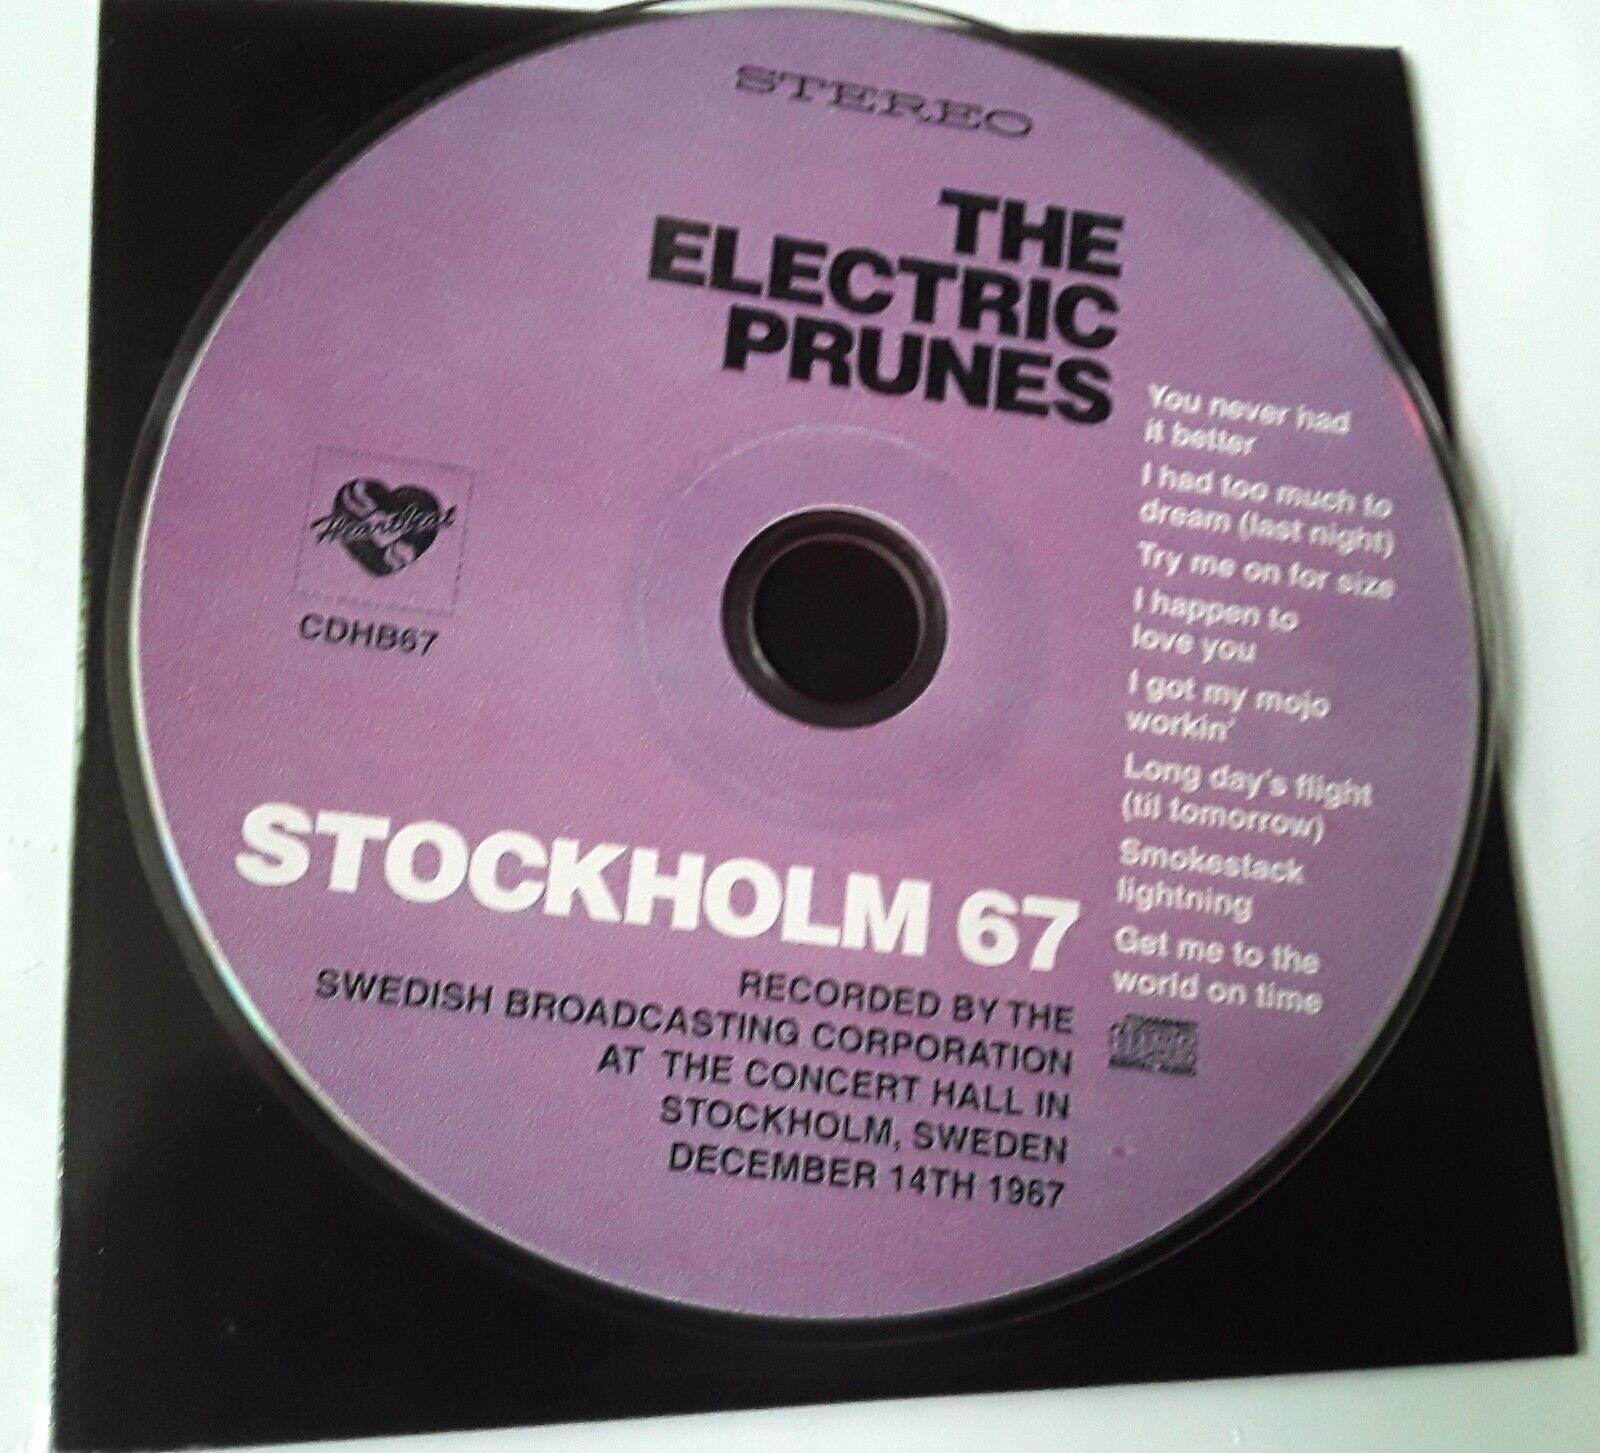 STEREO
THE
ELECTRIC
PRUNES
You never had
it better
I had too much to
dream (last night)
Try me on for size
I happen to
love you
I got my mojo
workin'
Long day's flight
(til tomorrow)
Smokestack
lightning
Get me to the
world on time
HeartBeat
CDHB67
STOCKHOLM 67
RECORDED BY THE
SWEDISH BROADCASTING CORPORATION
AT THE CONCERT HALL IN
STOCKHOLM, SWEDEN
DECEMBER 14TH 1967